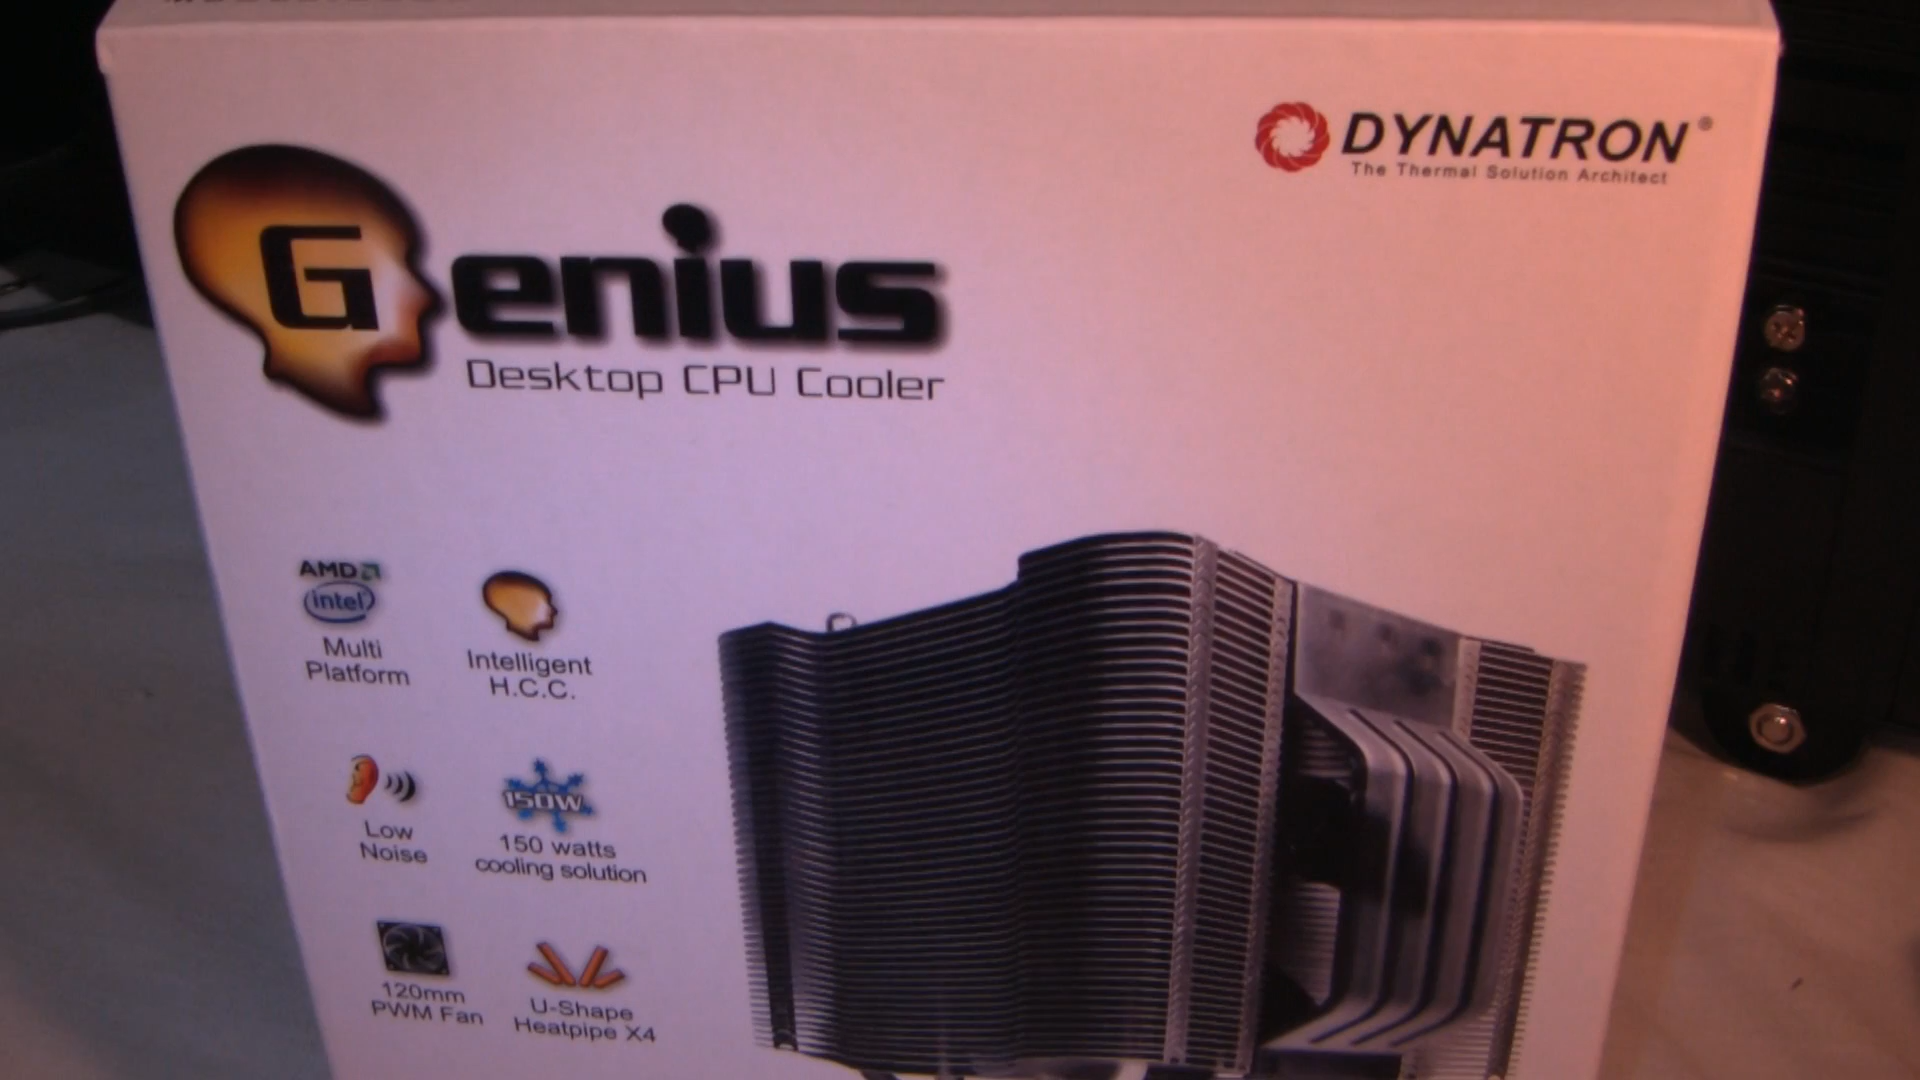 DYNATRON®
The Thermal Solution Architect
Genius
Desktop CPU Cooler
AMD
intel
Multi
Platform
Intelligent
H.C.C.
Low
Noise
150W
150 watts
cooling solution
120mm
PWM Fan
U-Shape
Heatpipe X4